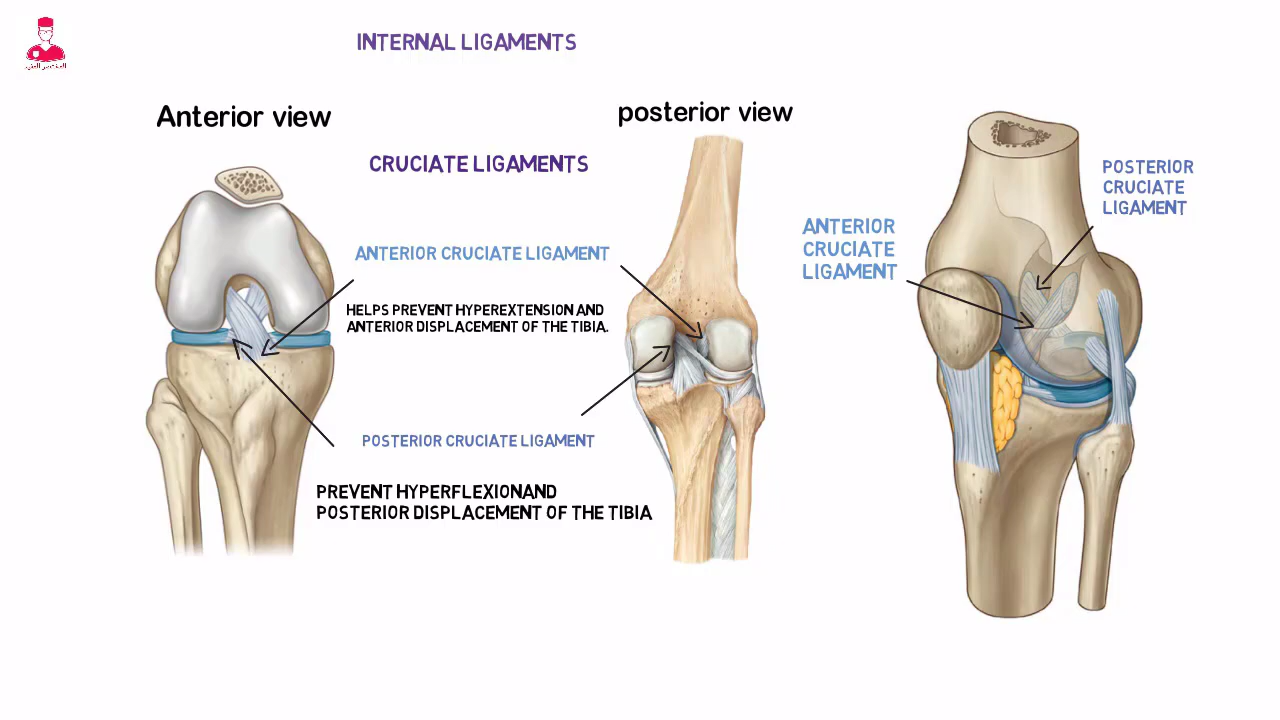 INTERNAL LIGAMENTS
Anterior view
posterior view
CRUCIATE LIGAMENTS
POSTERIOR
CRUCIATE
LIGAMENT
ANTERIOR
CRUCIATE
LIGAMENT
ANTERIOR CRUCIATE LIGAMENT
HELPS PREVENT HYPEREXTENSION AND
ANTERIOR DISPLACEMENT OF THE TIBIA.
POSTERIOR CRUCIATE LIGAMENT
PREVENT HYPERFLEXIONAND
POSTERIOR DISPLACEMENT OF THE TIBIA